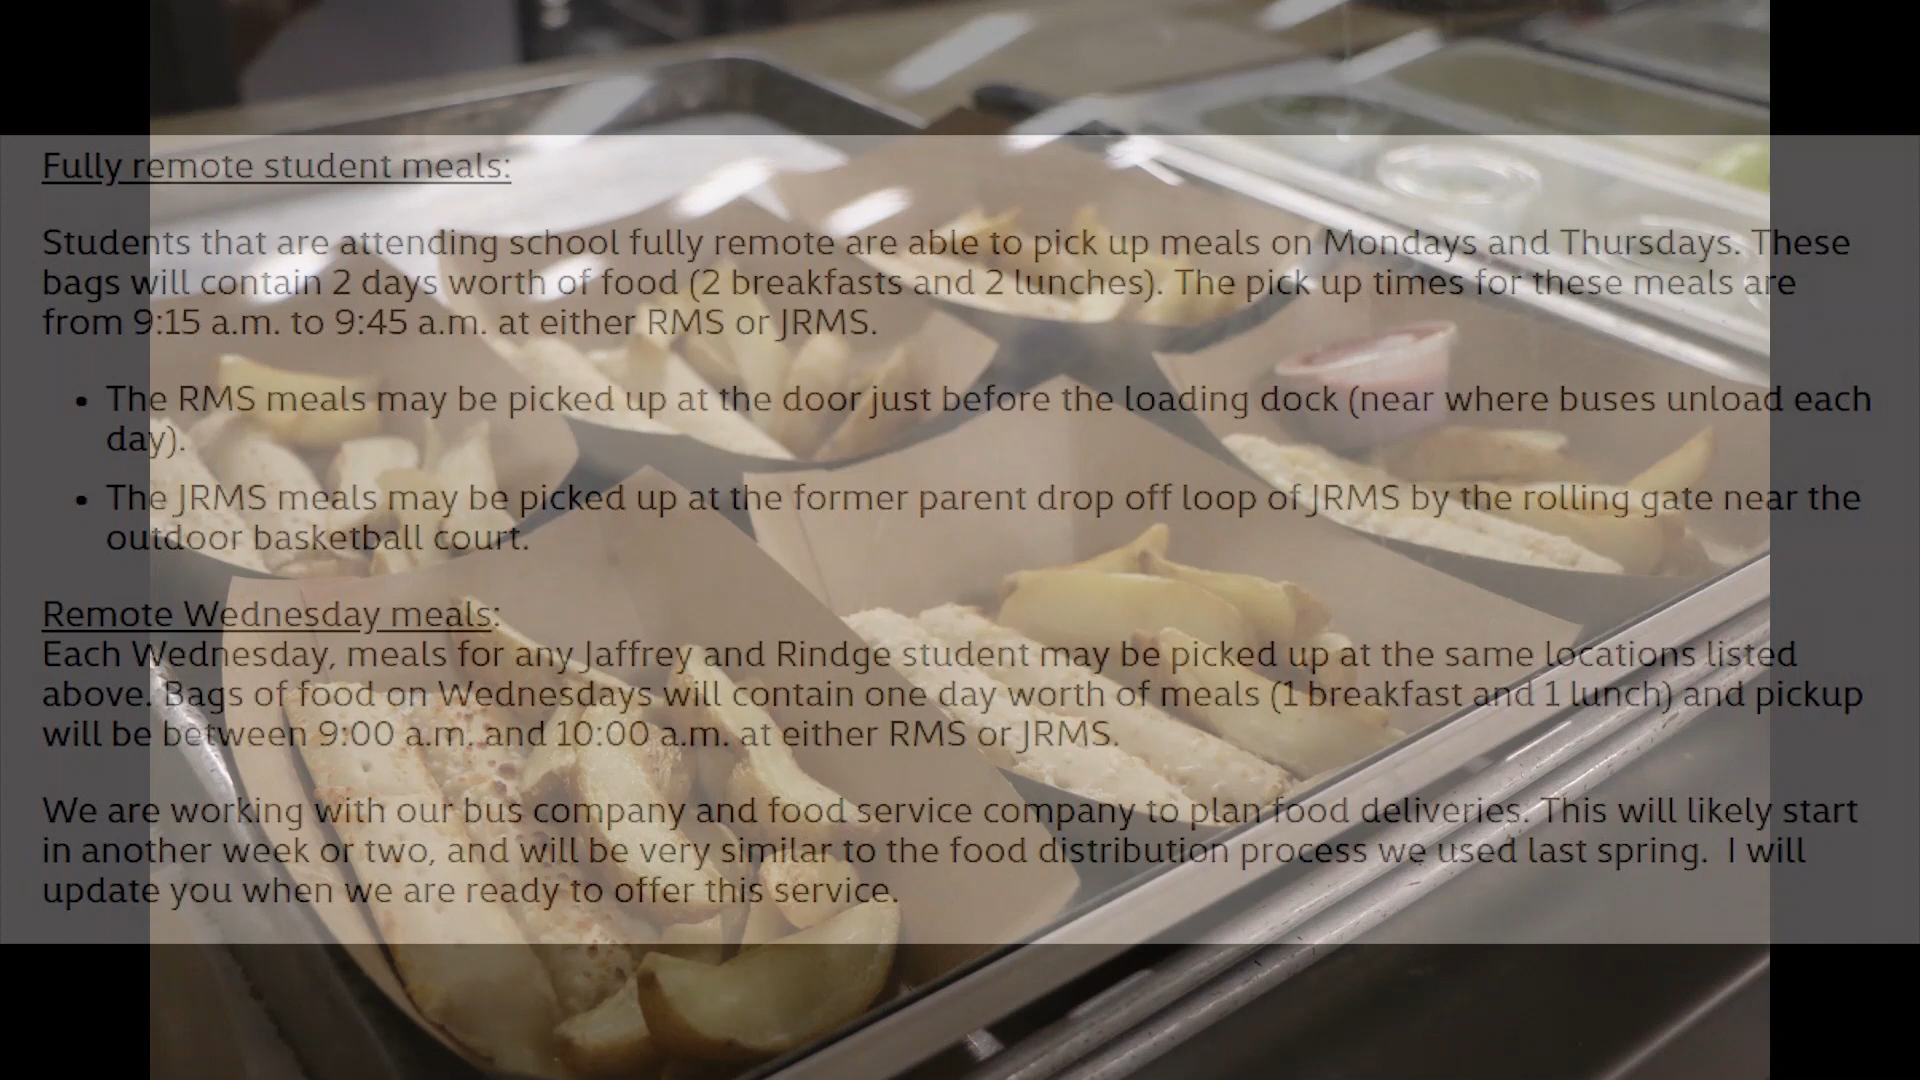 Fully remote student meals:
Students that are attending school fully remote are able to pick up meals on Mondays and Thursdays. These
bags will contain 2 days worth of food (2 breakfasts and 2 lunches). The pick up times for these meals are
from 9:15 a.m. to 9:45 a.m. at either RMS or JRMS.
• The RMS meals may be picked up at the door just before the loading dock (near where buses unload each
day).
• The JRMS meals may be picked up at the former parent drop off loop of JRMS by the rolling gate near the
outdoor basketball court.
Remote Wednesday meals:
Each Wednesday, meals for any Jaffrey and Rindge student may be picked up at the same locations listed
above. Bags of food on Wednesdays will contain one day worth of meals (1 breakfast and 1 lunch) and pickup
will be between 9:00 a.m. and 10:00 a.m. at either RMS or JRMS.
We are working with our bus company and food service company to plan food deliveries. This will likely start
in another week or two, and will be very similar to the food distribution process we used last spring. I will
update you when we are ready to offer this service.